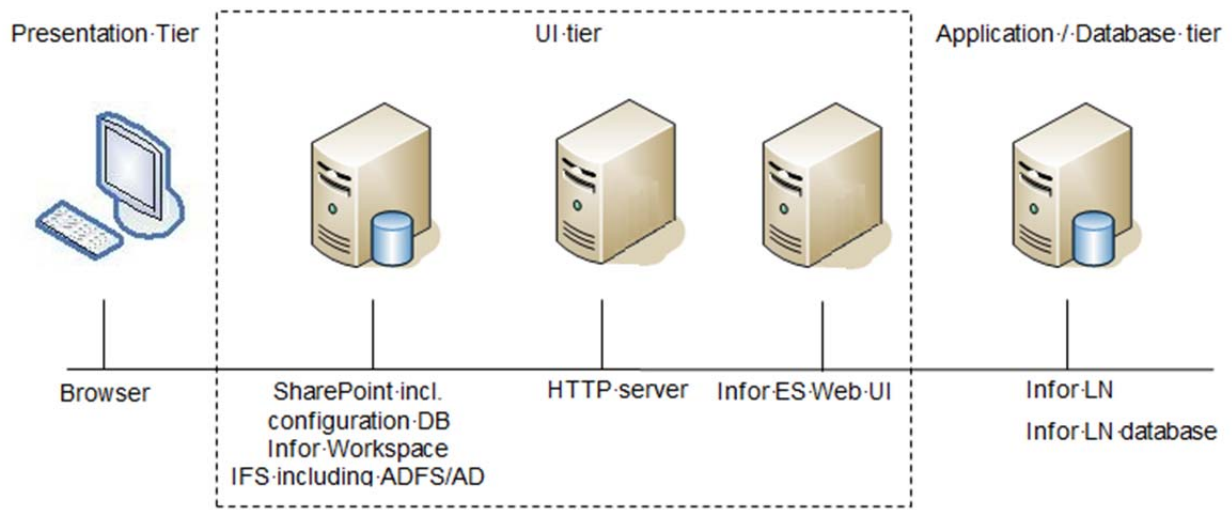 Presentation·Tier
UI·tier
Application·/·Database·tier
Browser
SharePoint·incl.
configuration·DB
Infor·Workspace
IFS·including·ADFS/AD
HTTP·server
Infor·ES·Web·UI
Infor·LN
Infor·LN·database